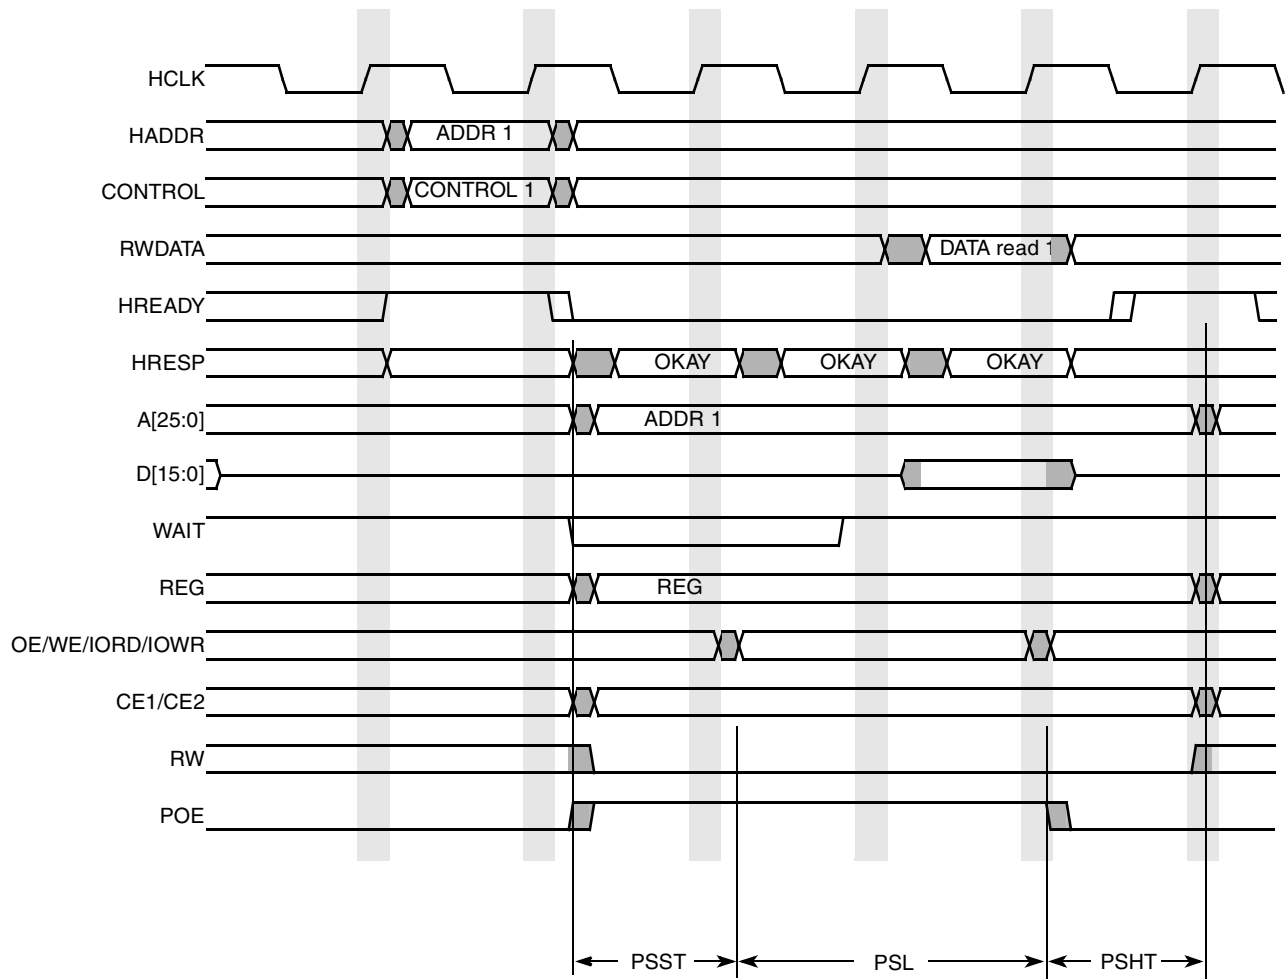 HCLK
HADDR ADDR 1
CONTROL CONTROL 1
RWDATA DATA read 1
HREADY
HRESP OKAY OKAY OKAY
A[25:0] ADDR 1
D[15:0]
WAIT
REG REG
OE/WE/IORD/IOWR
CE1/CE2
RW
POE
PSST PSL PSHT